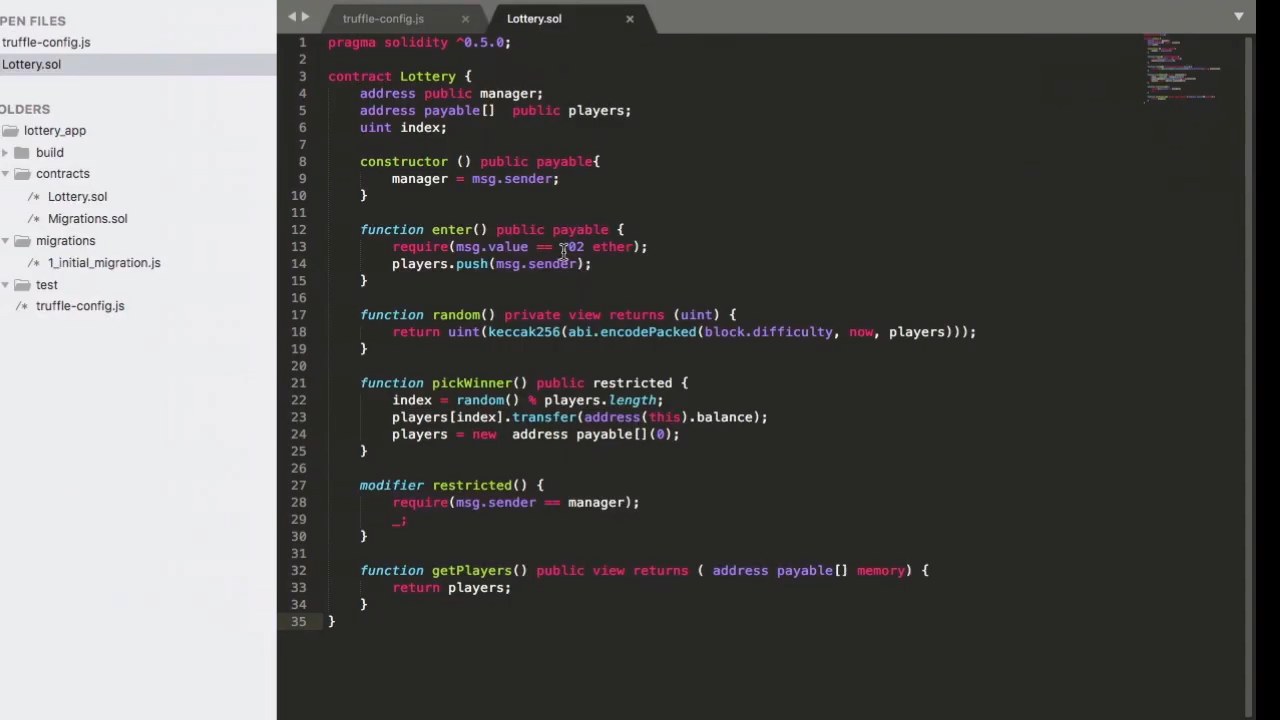 PEN FILES
truffle-config.js
Lottery.sol
OLDERS
lottery_app
build
contracts
/* Lottery.sol
/* Migrations.sol
migrations
/* 1_initial_migration.js
test
/* truffle-config.js
truffle-config.js × Lottery.sol ×
1 pragma solidity ^0.5.0;
2
3 contract Lottery {
4 address public manager;
5 address payable[]  public players;
6 uint index;
7
8 constructor () public payable{
9 manager = msg.sender;
10 }
11
12 function enter() public payable {
13 require(msg.value == 02 ether);
14 players.push(msg.sender);
15 }
16
17 function random() private view returns (uint) {
18 return uint(keccak256(abi.encodePacked(block.difficulty, now, players)));
19 }
20
21 function pickWinner() public restricted {
22 index = random() % players.length;
23 players[index].transfer(address(this).balance);
24 players = new  address payable[](0);
25 }
26
27 modifier restricted() {
28 require(msg.sender == manager);
29 _;
30 }
31
32 function getPlayers() public view returns ( address payable[] memory) {
33 return players;
34 }
35 }